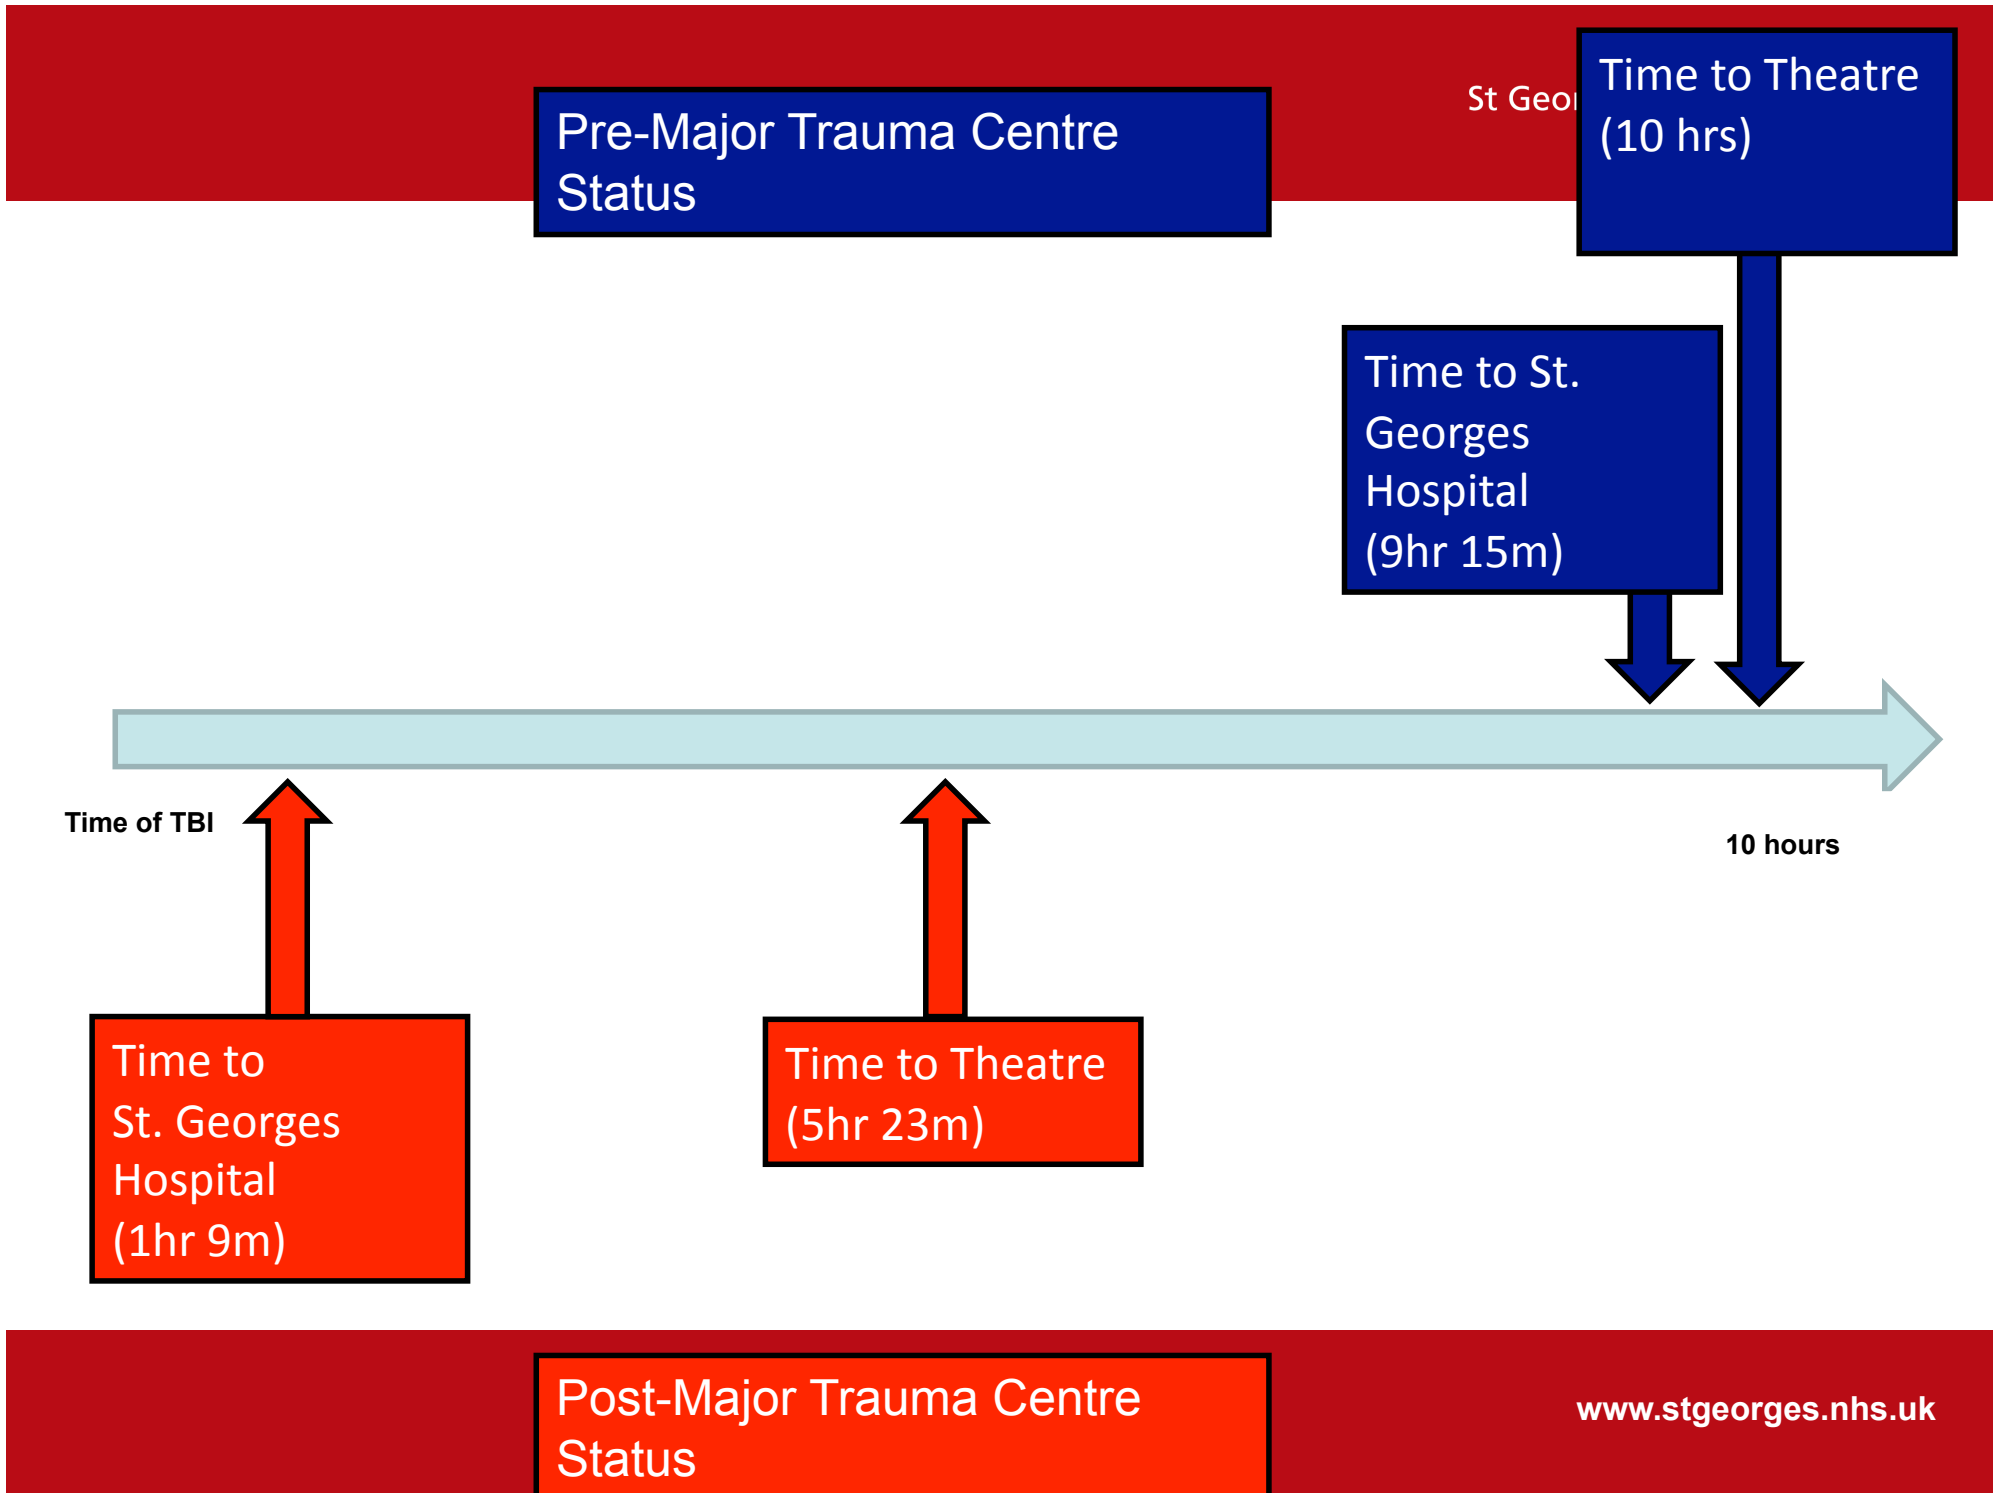 St Geor
Time to Theatre
(10 hrs)
Pre-Major Trauma Centre
Status
Time to St.
Georges
Hospital
(9hr 15m)
Time of TBI
10 hours
Time to
St. Georges
Hospital
(1hr 9m)
Time to Theatre
(5hr 23m)
Post-Major Trauma Centre
Status
www.stgeorges.nhs.uk